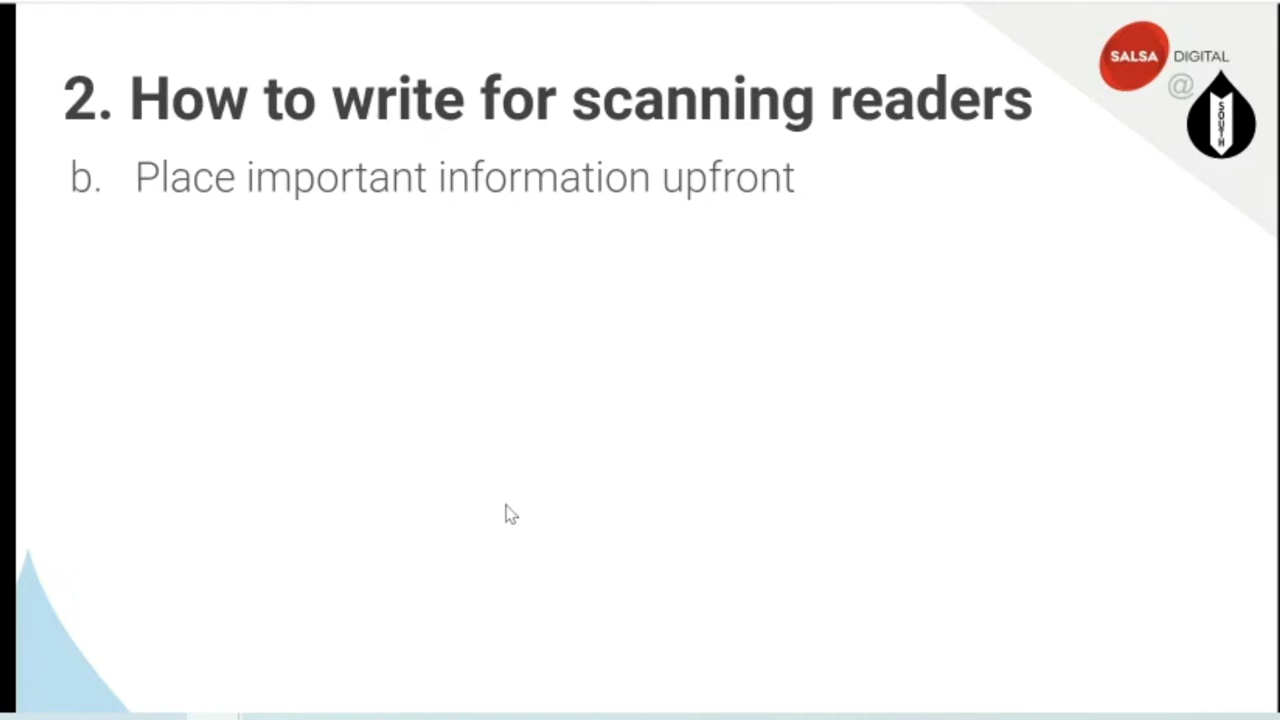 2. How to write for scanning readers
b. Place important information upfront
SALSA DIGITAL
@
SOUTH